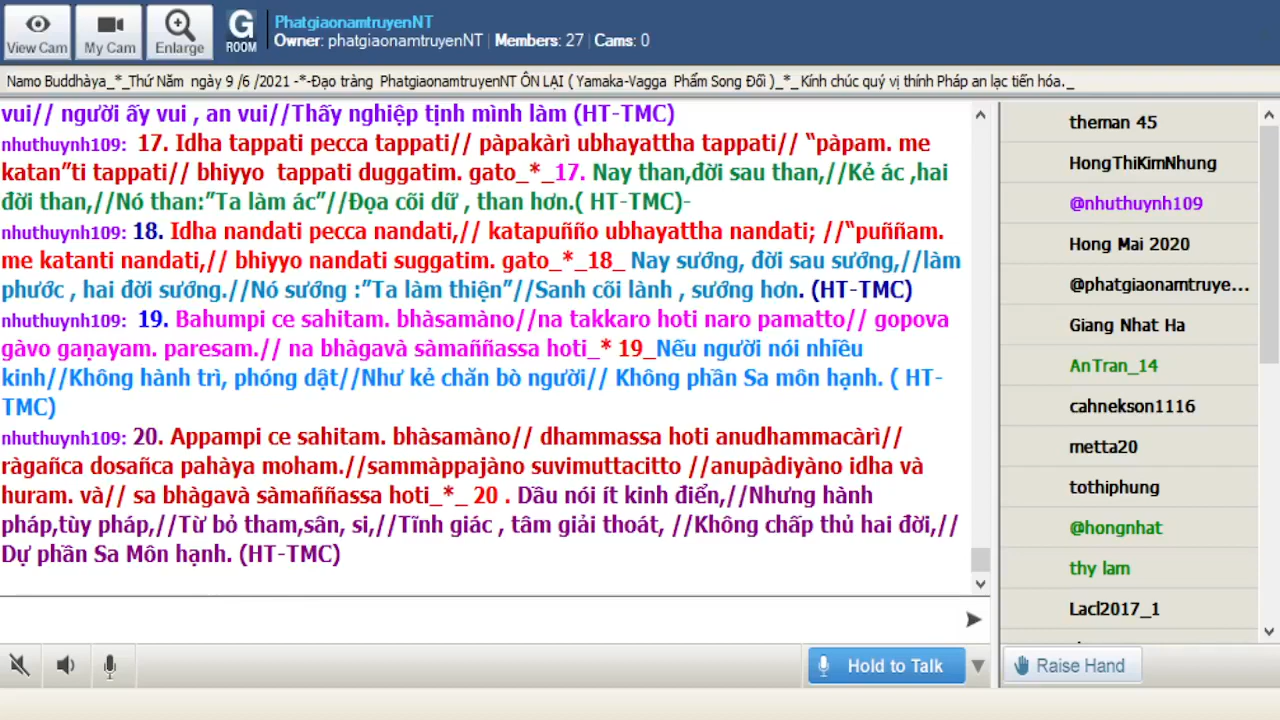 View Cam
My Cam
Enlarge
G
ROOM
PhatgiaonamtruyenNT
Owner: phatgiaonamtruyenNT | Members: 27 | Cams: 0
Namo Buddhàya_*_Thứ Năm ngày 9 /6 /2021 -*-Đạo tràng PhatgiaonamtruyenNT ÔN LẠI ( Yamaka-Vagga Phẩm Song Đối )_*_ Kính chúc quý vị thính Pháp an lạc tiến hóa._
vui// người ấy vui , an vui//Thấy nghiệp tịnh mình làm (HT-TMC)
nhuthuynh109: 17. Idha tappati pecca tappati// pàpakàrì ubhayattha tappati// “pàpam. me
katan”ti tappati// bhiyyo tappati duggatim. gato_*_17. Nay than,đời sau than,//Kẻ ác ,hai
đời than,//Nó than:”Ta làm ác”//Đọa cõi dữ , than hơn.( HT-TMC)-
nhuthuynh109: 18. Idha nandati pecca nandati,// katapuñño ubhayattha nandati; //“puññam.
me katanti nandati,// bhiyyo nandati suggatim. gato_*_18_ Nay sướng, đời sau sướng,//làm
phước , hai đời sướng.//Nó sướng :”Ta làm thiện”//Sanh cõi lành , sướng hơn. (HT-TMC)
nhuthuynh109: 19. Bahumpi ce sahitam. bhàsamàno//na takkaro hoti naro pamatto// gopova
gàvo gaṇayam. paresam.// na bhàgavà sàmaññassa hoti_* 19_Nếu người nói nhiều
kinh//Không hành trì, phóng dật//Như kẻ chăn bò người// Không phần Sa môn hạnh. ( HT-
TMC)
nhuthuynh109: 20. Appampi ce sahitam. bhàsamàno// dhammassa hoti anudhammacàrì//
ràgañca dosañca pahàya moham.//sammàppajàno suvimuttacitto //anupàdiyàno idha và
huram. và// sa bhàgavà sàmaññassa hoti_*_ 20 . Dầu nói ít kinh điển,//Nhưng hành
pháp,tùy pháp,//Từ bỏ tham,sân, si,//Tĩnh giác , tâm giải thoát, //Không chấp thủ hai đời,//
Dự phần Sa Môn hạnh. (HT-TMC)
theman 45
HongThiKimNhung
@nhuthuynh109
Hong Mai 2020
@phatgiaonamtruye...
Giang Nhat Ha
AnTran_14
cahnekson1116
metta20
tothiphung
@hongnhat
thy lam
Lacl2017_1
Hold to Talk
Raise Hand